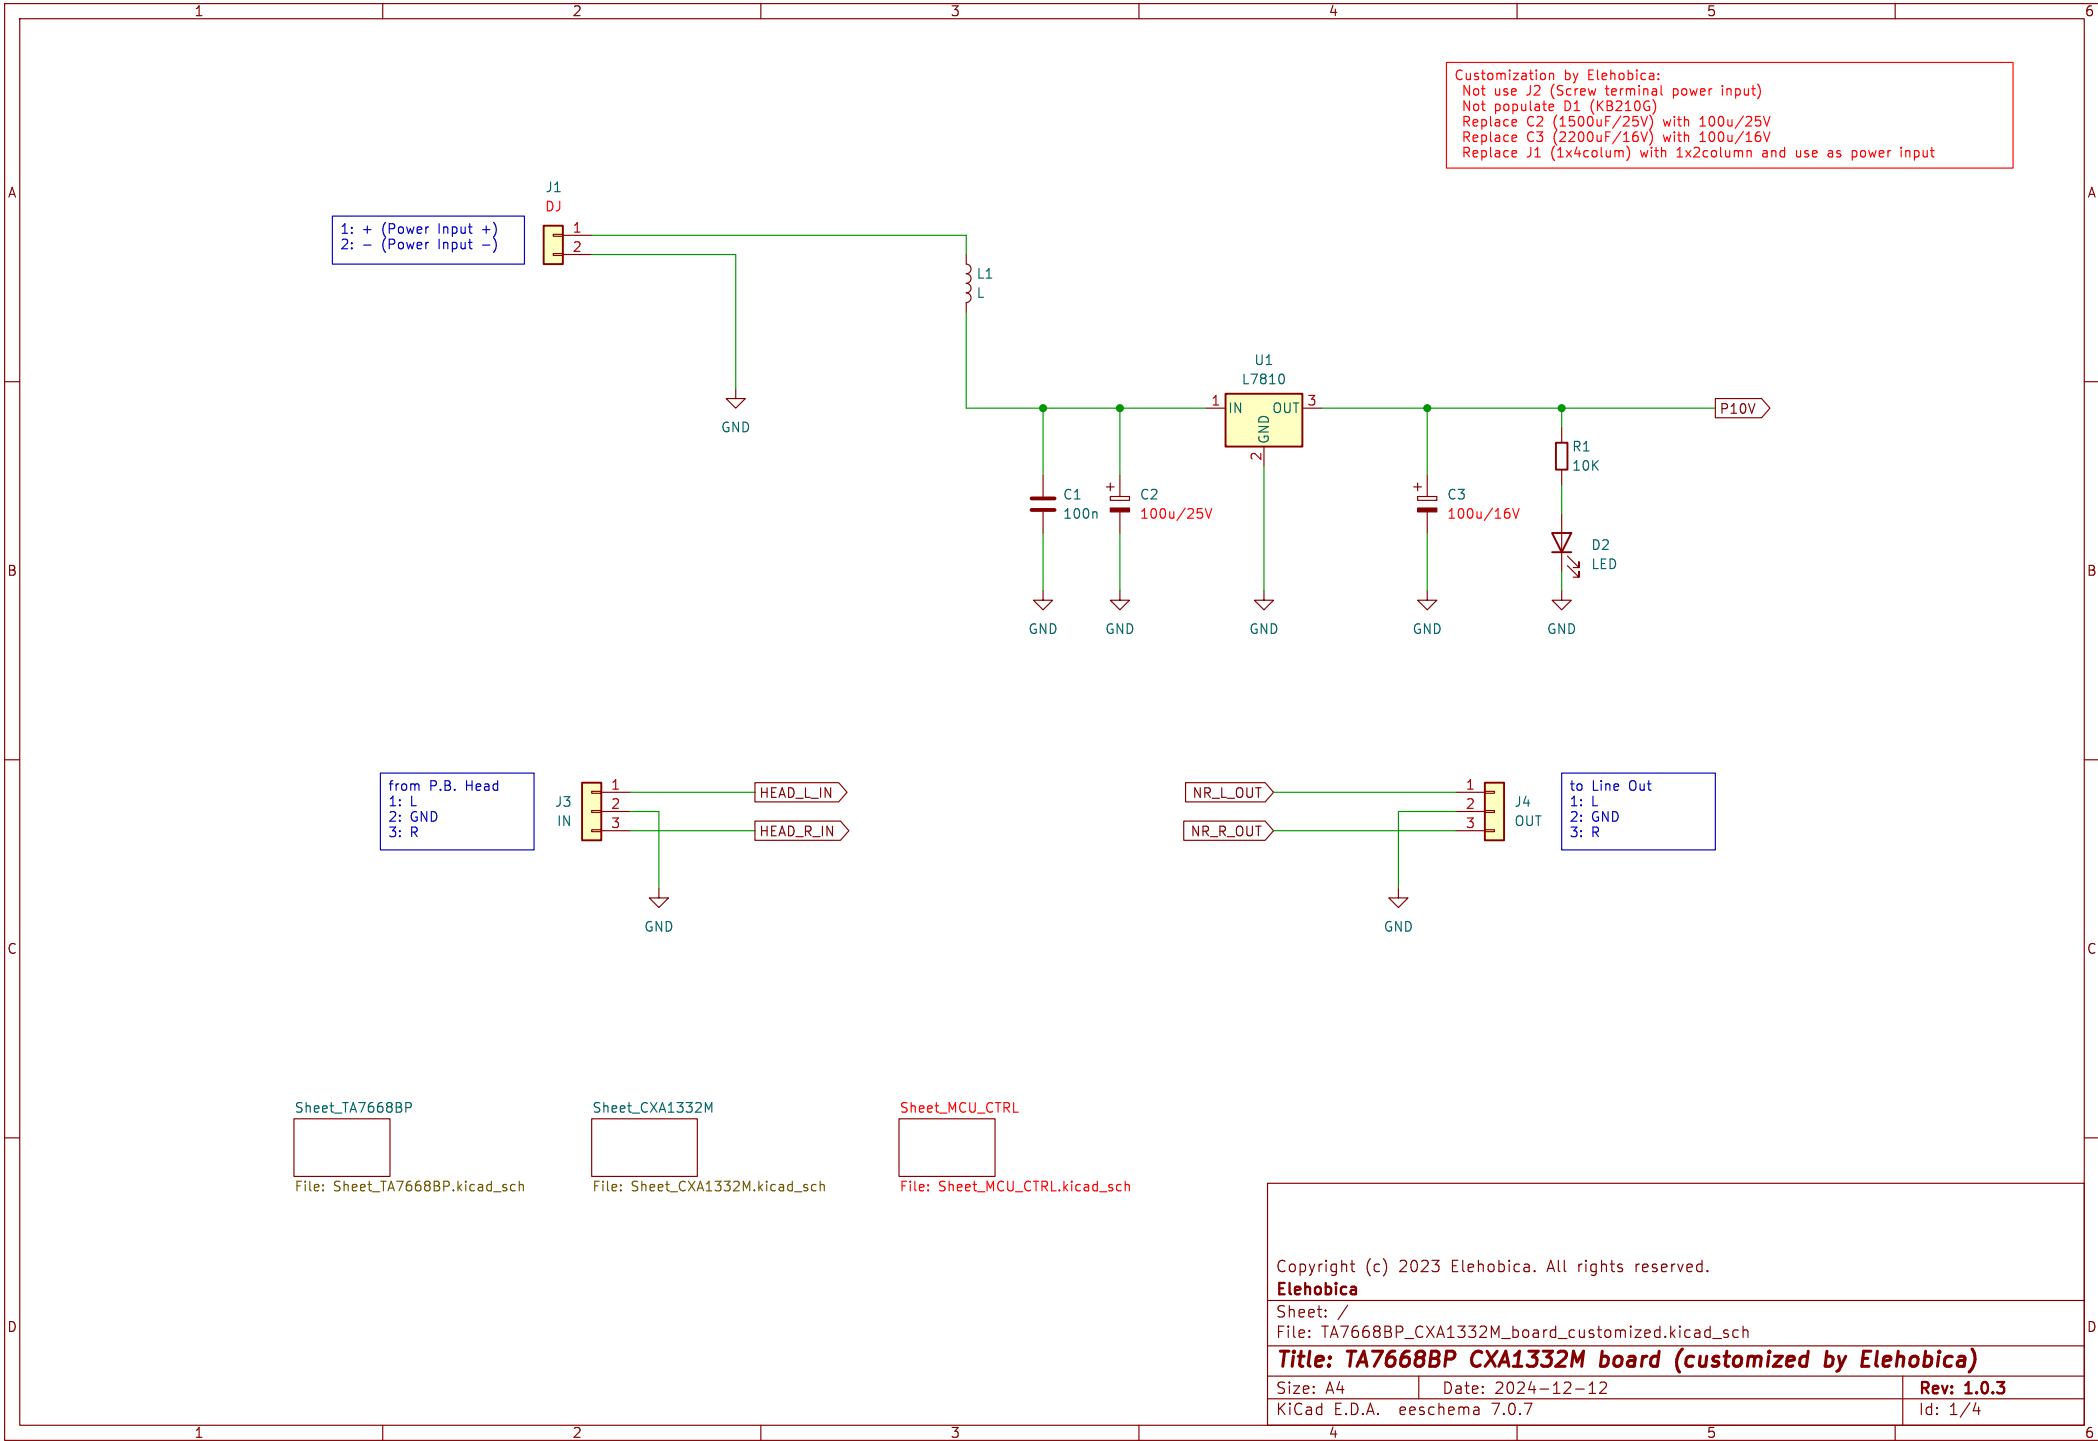 1 2 3 4 5 6
Customization by Elehobica:
Not use J2 (Screw terminal power input)
Not populate D1 (KB210G)
Replace C2 (1500uF/25V) with 100u/25V
Replace C3 (2200uF/16V) with 100u/16V
Replace J1 (1x4colum) with 1x2column and use as power input
A A
J1
DJ
1: + (Power Input +)
2: - (Power Input -)
1
2
L1
L
GND
U1
L7810
1 IN OUT 3
GND
2
P10V
R1
10K
+ C2
100u/25V
C1
100n
+ C3
100u/16V
D2
LED
B B
GND GND GND GND GND
from P.B. Head
1: L
2: GND
3: R
J3
IN
1
2
3
HEAD_L_IN
HEAD_R_IN
GND
NR_L_OUT
NR_R_OUT
1
2
3
J4
OUT
GND
to Line Out
1: L
2: GND
3: R
C C
Sheet_TA7668BP
File: Sheet_TA7668BP.kicad_sch
Sheet_CXA1332M
File: Sheet_CXA1332M.kicad_sch
Sheet_MCU_CTRL
File: Sheet_MCU_CTRL.kicad_sch
Copyright (c) 2023 Elehobica. All rights reserved.
Elehobica
Sheet: /
File: TA7668BP_CXA1332M_board_customized.kicad_sch
D D
Title: TA7668BP CXA1332M board (customized by Elehobica)
Size: A4 Date: 2024-12-12 Rev: 1.0.3
KiCad E.D.A. eeschema 7.0.7 Id: 1/4
1 2 3 4 5 6